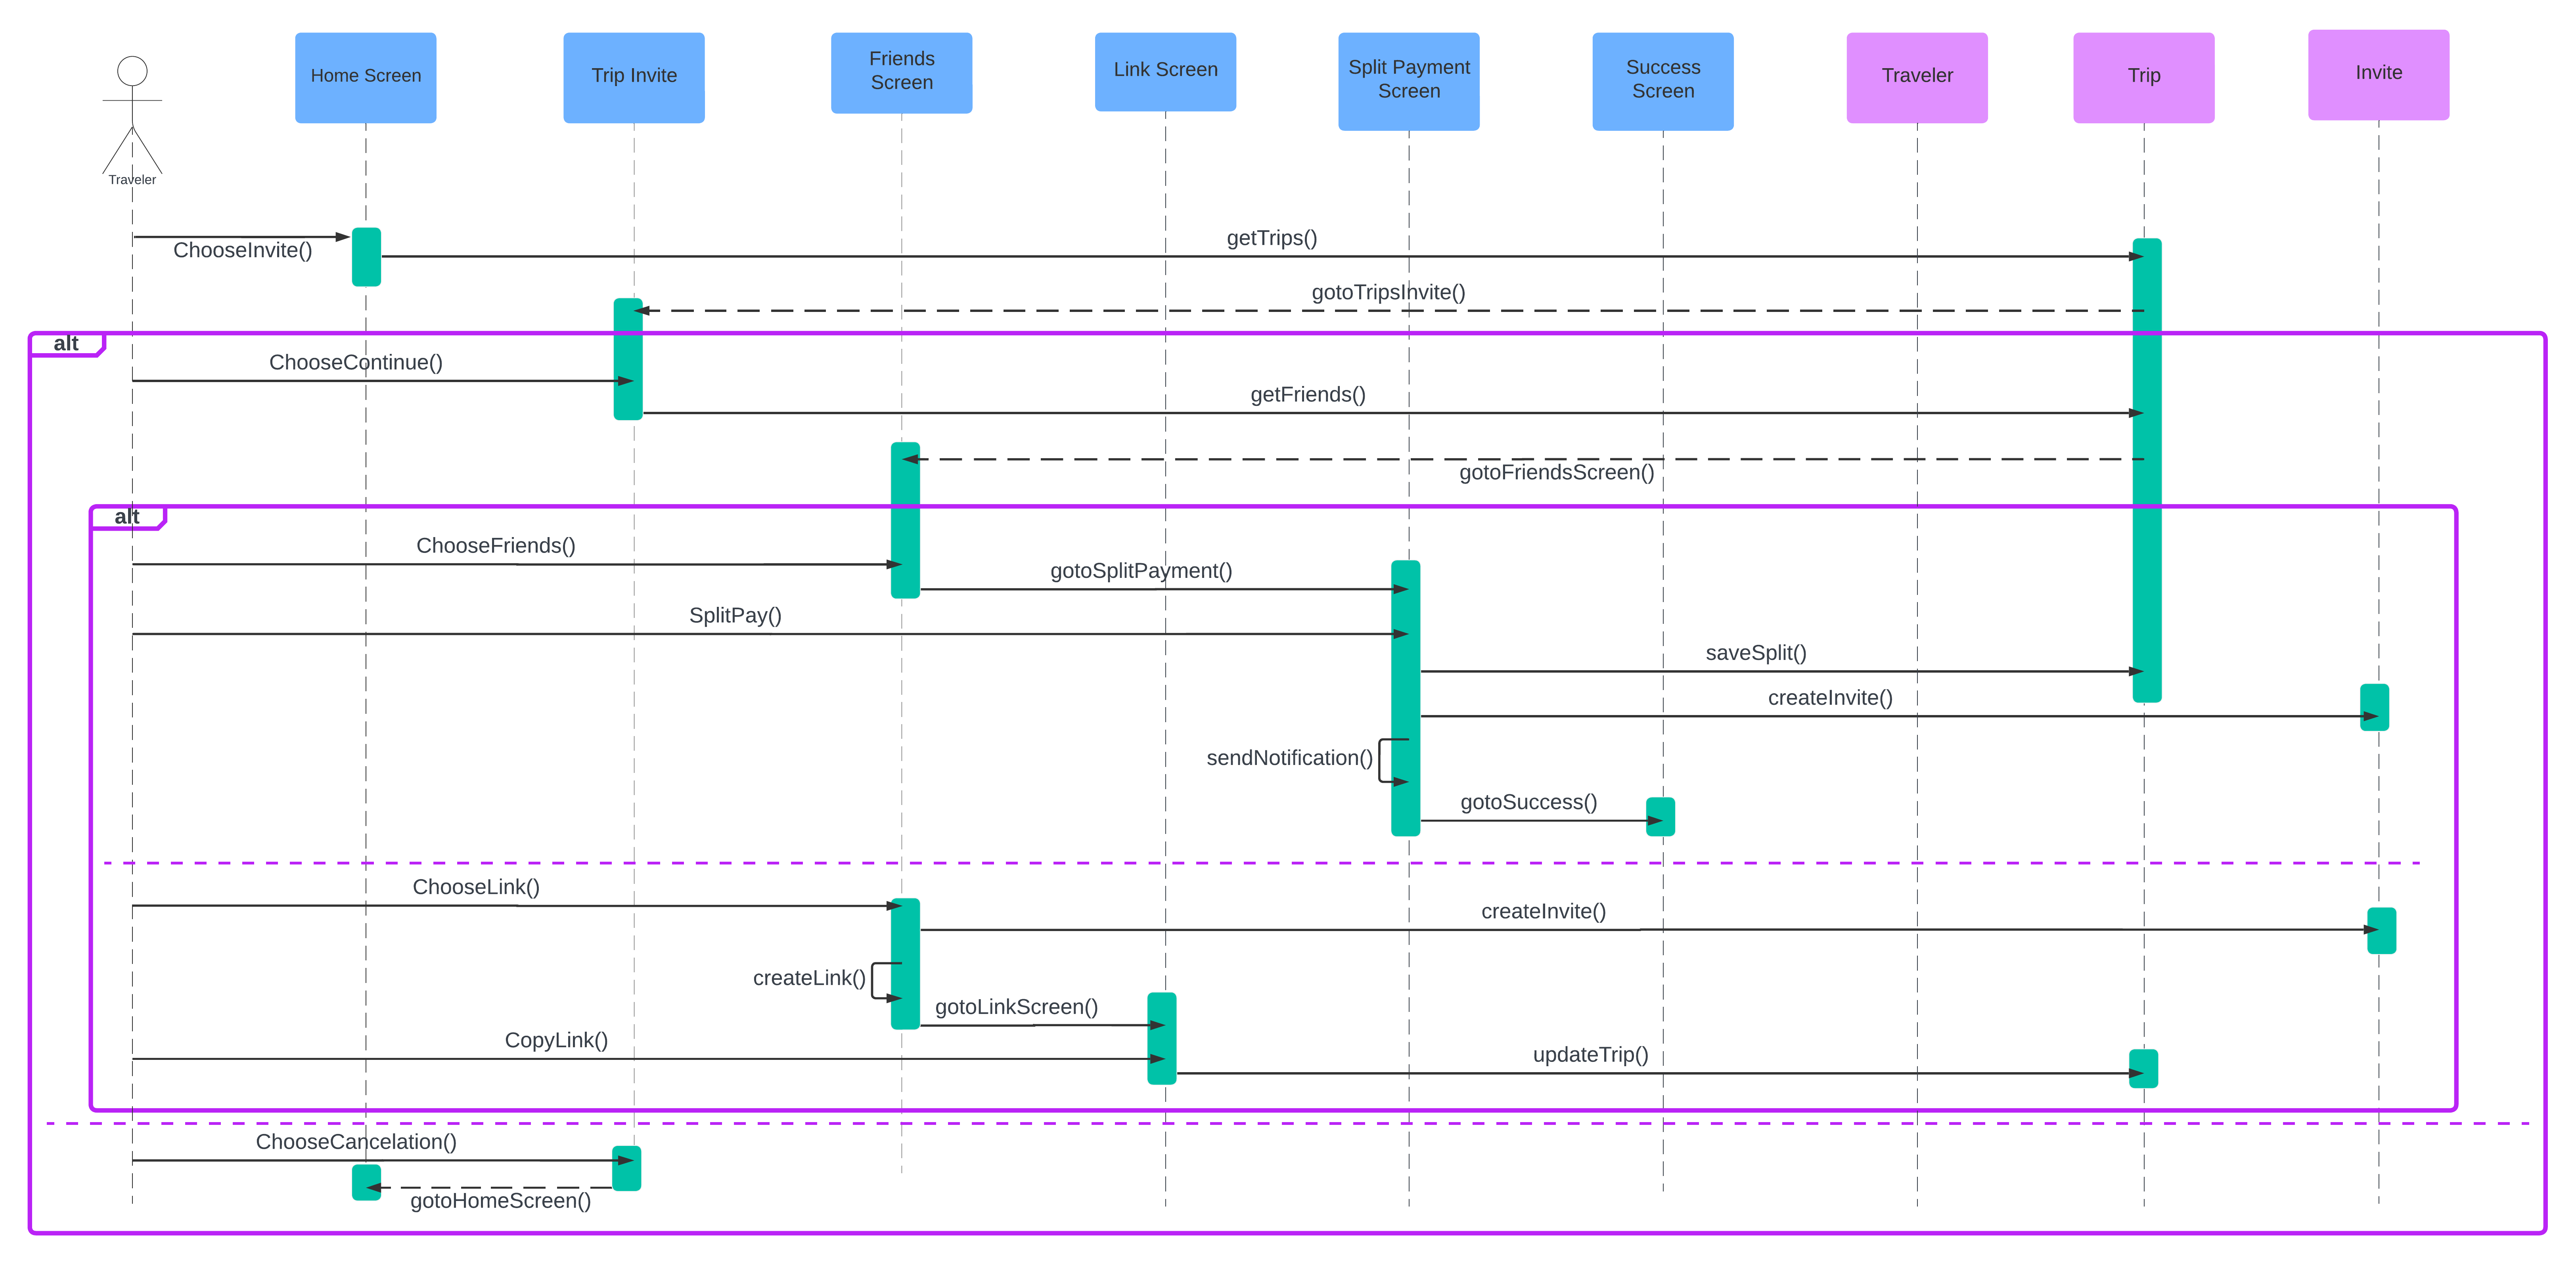 Home Screen
Trip Invite
Friends
Screen
Link Screen
Split Payment
Screen
Success
Screen
Traveler
Trip
Invite
Traveler
ChooseInvite()
getTrips()
gotoTripsInvite()
alt
ChooseContinue()
getFriends()
gotoFriendsScreen()
alt
ChooseFriends()
gotoSplitPayment()
SplitPay()
saveSplit()
createInvite()
sendNotification()
gotoSuccess()
ChooseLink()
createInvite()
createLink()
gotoLinkScreen()
CopyLink()
updateTrip()
ChooseCancelation()
gotoHomeScreen()